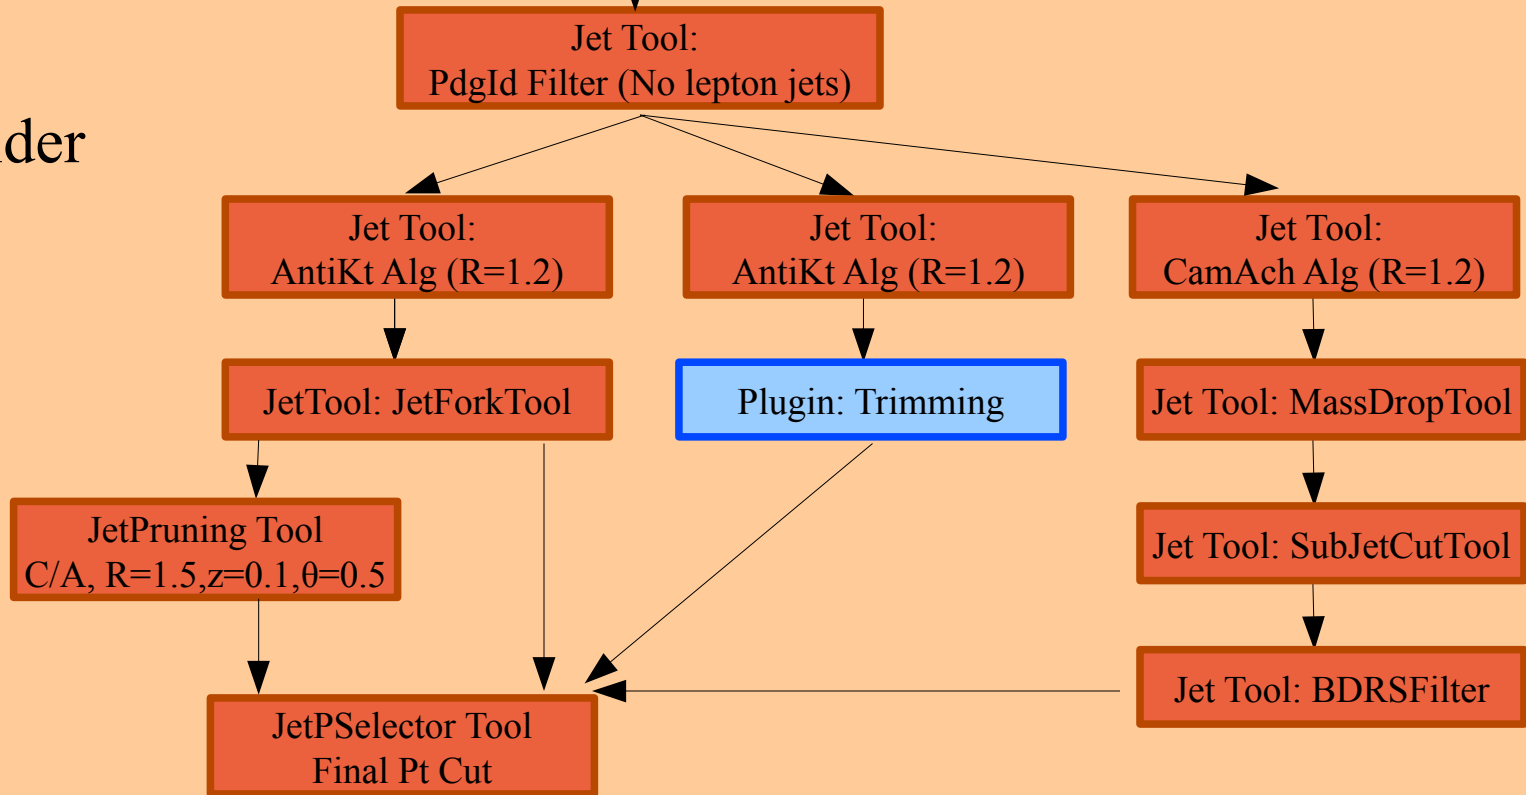 Jet Tool:
PdgId Filter (No lepton jets)
Jet Tool:
AntiKt Alg (R=1.2)
Jet Tool:
AntiKt Alg (R=1.2)
Jet Tool:
CamAch Alg (R=1.2)
JetTool: JetForkTool
Plugin: Trimming
Jet Tool: MassDropTool
JetPruning Tool
C/A, R=1.5,z=0.1,θ=0.5
Jet Tool: SubJetCutTool
Jet Tool: BDRSFilter
JetPSelector Tool
Final Pt Cut